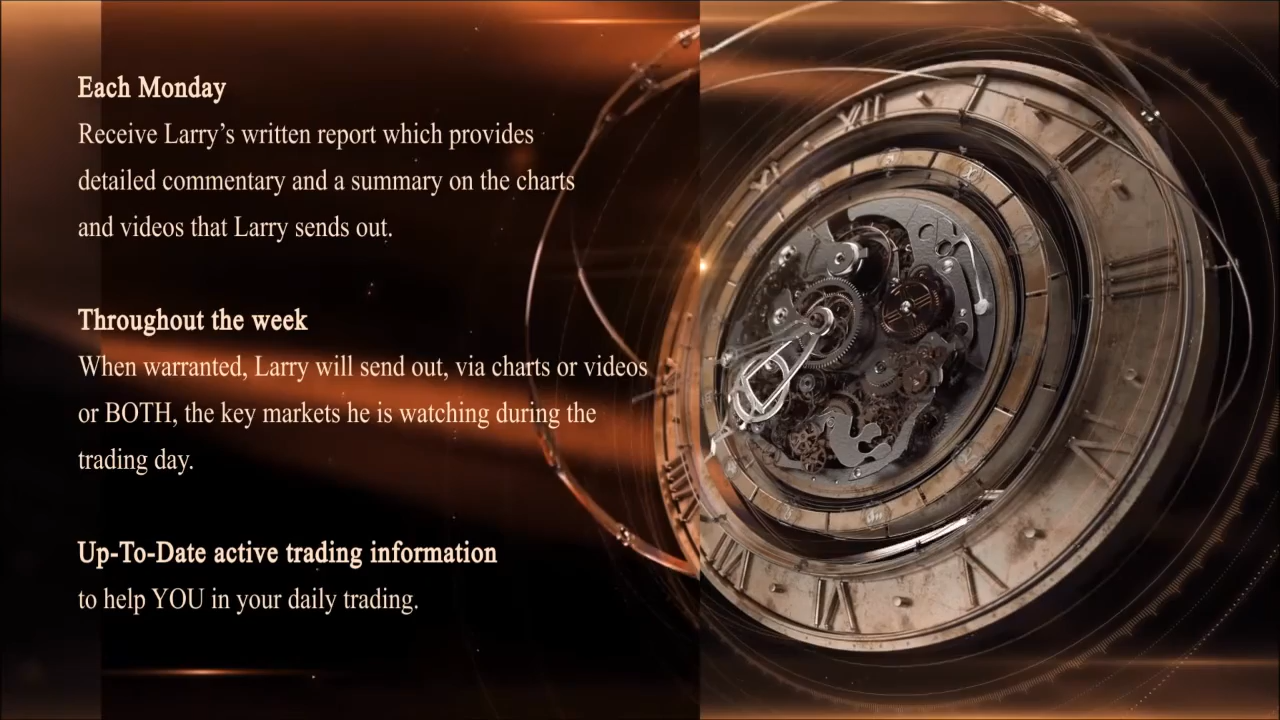 Each Monday
Receive Larry’s written report which provides
detailed commentary and a summary on the charts
and videos that Larry sends out.
Throughout the week
When warranted, Larry will send out, via charts or videos
or BOTH, the key markets he is watching during the
trading day.
Up-To-Date active trading information
to help YOU in your daily trading.